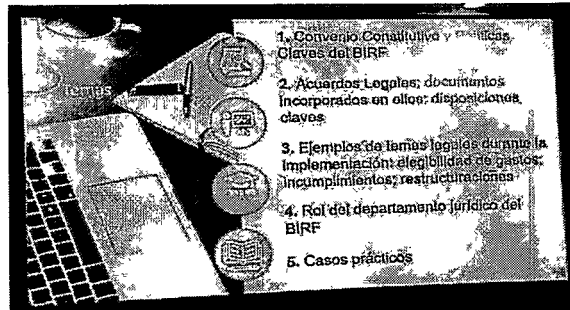 Temas
1. Convenio Constitutivo y Políticas
Claves del BIRF
2. Acuerdos Legales; documentos
incorporados en ellos; disposiciones
claves
3. Ejemplos de temas legales durante la
implementación: elegibilidad de gastos;
incumplimientos; restructuraciones
4. Rol del departamento jurídico del
BIRF
5. Casos prácticos